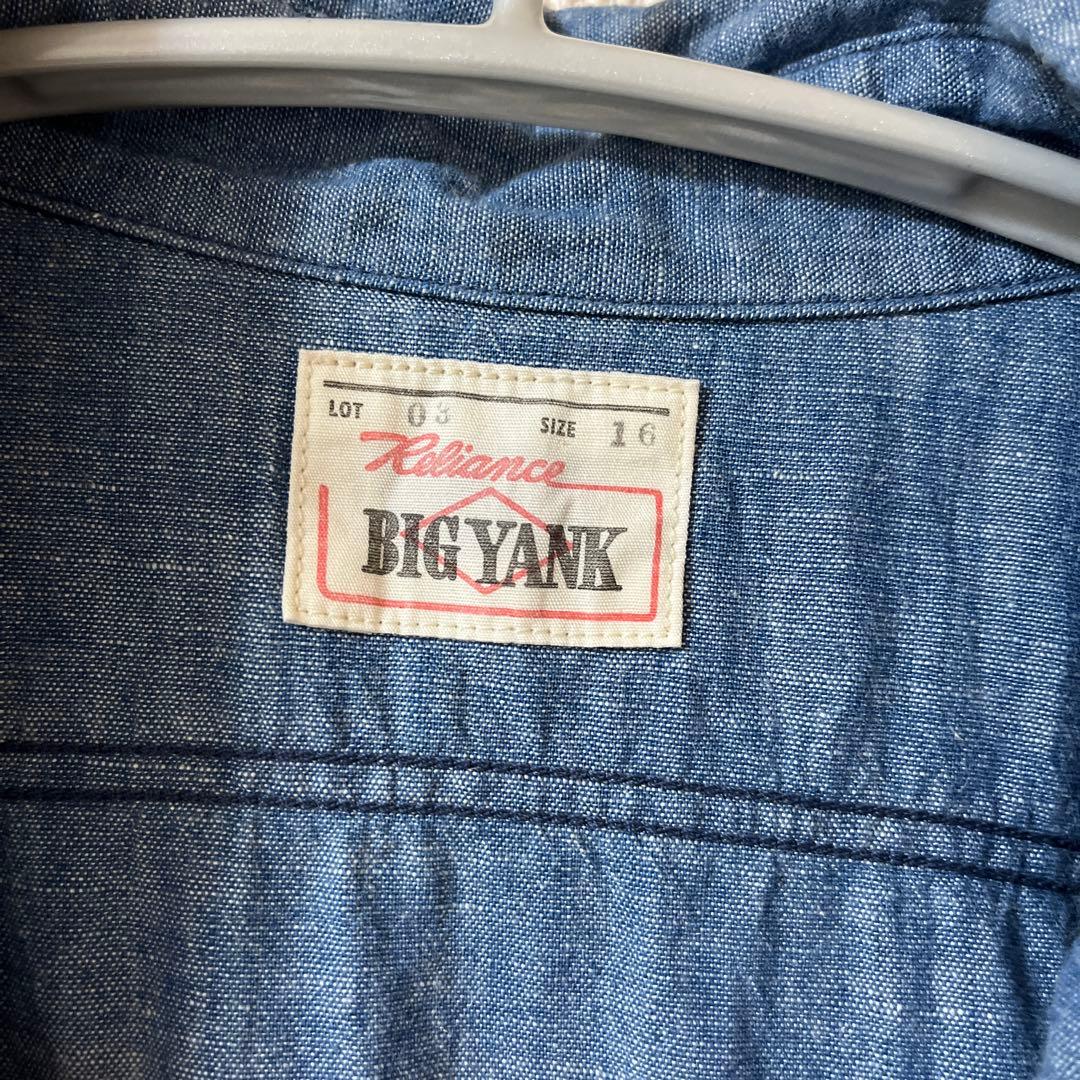 LOT 03 SIZE 16
Reliance
BIG YANK